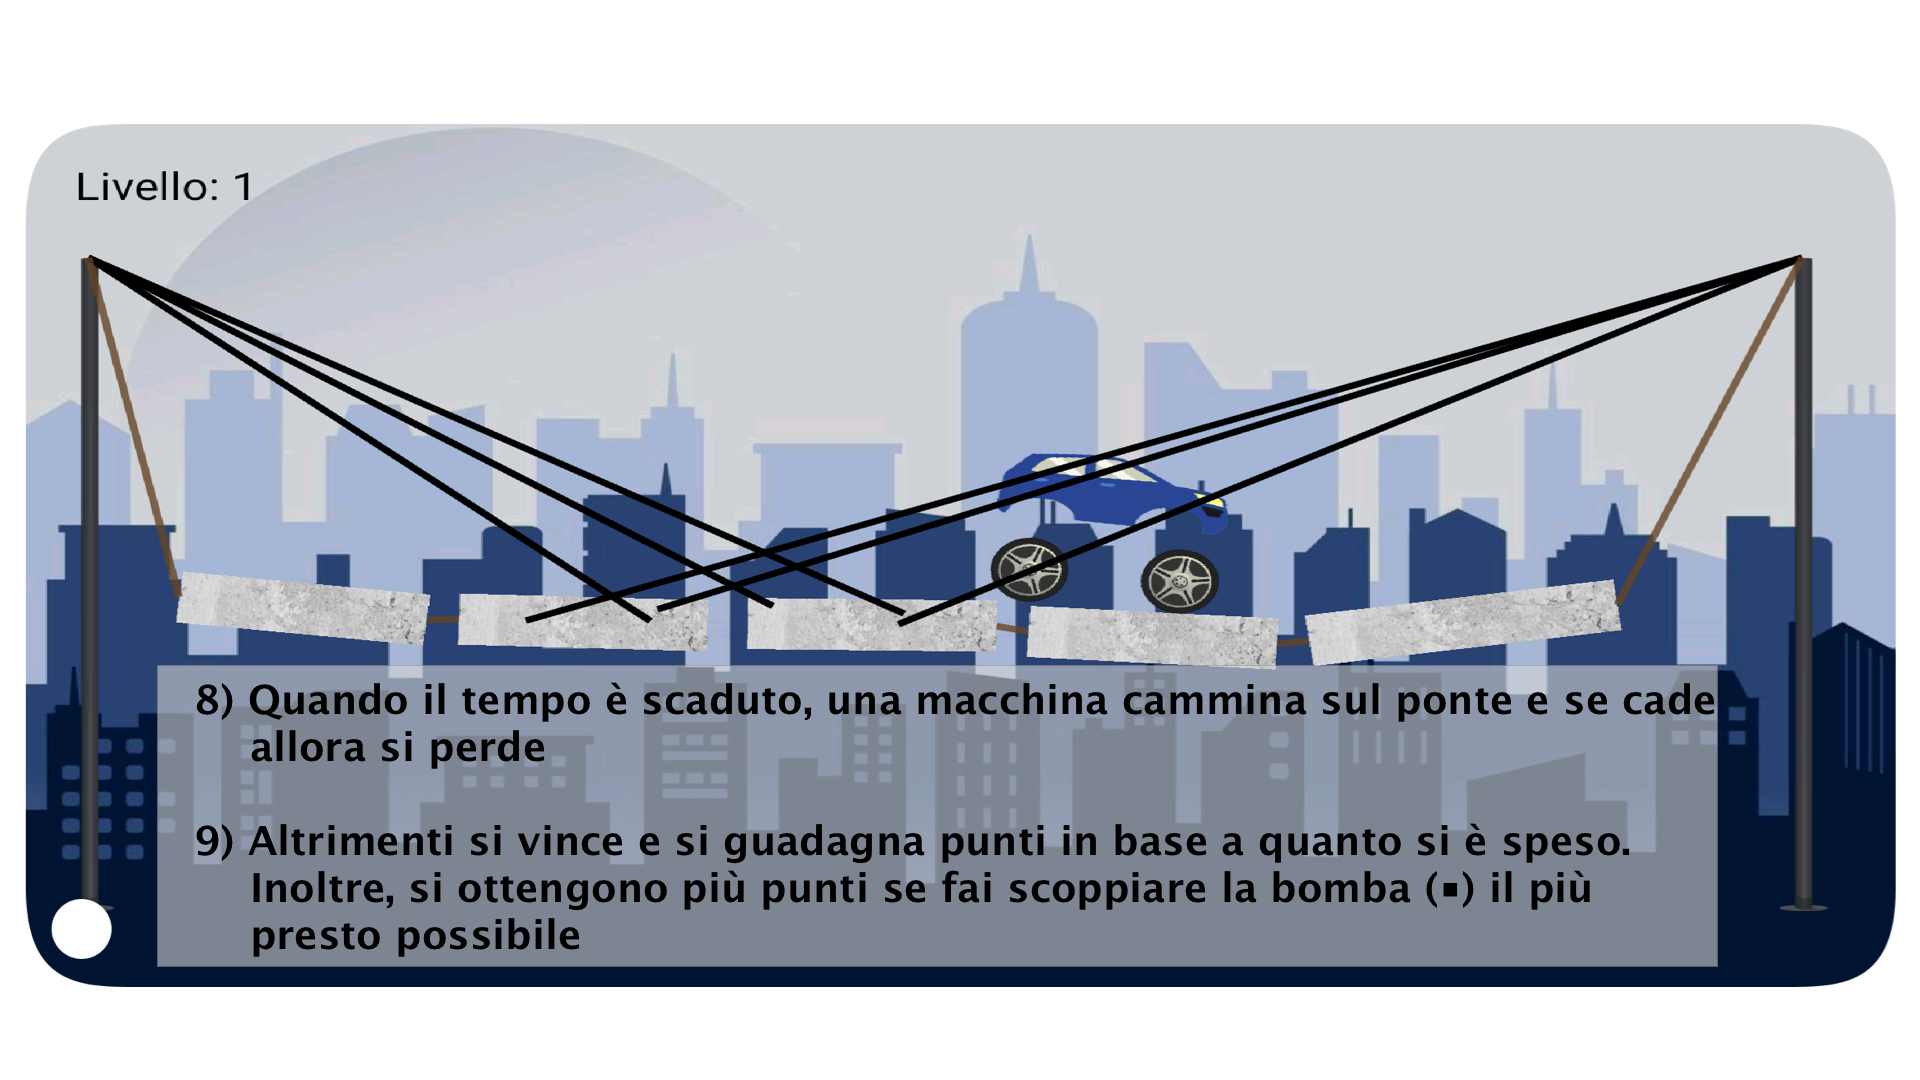 Livello: 1
8) Quando il tempo è scaduto, una macchina cammina sul ponte e se cade
allora si perde
9) Altrimenti si vince e si guadagna punti in base a quanto si è speso.
Inoltre, si ottengono più punti se fai scoppiare la bomba (▪) il più
presto possibile